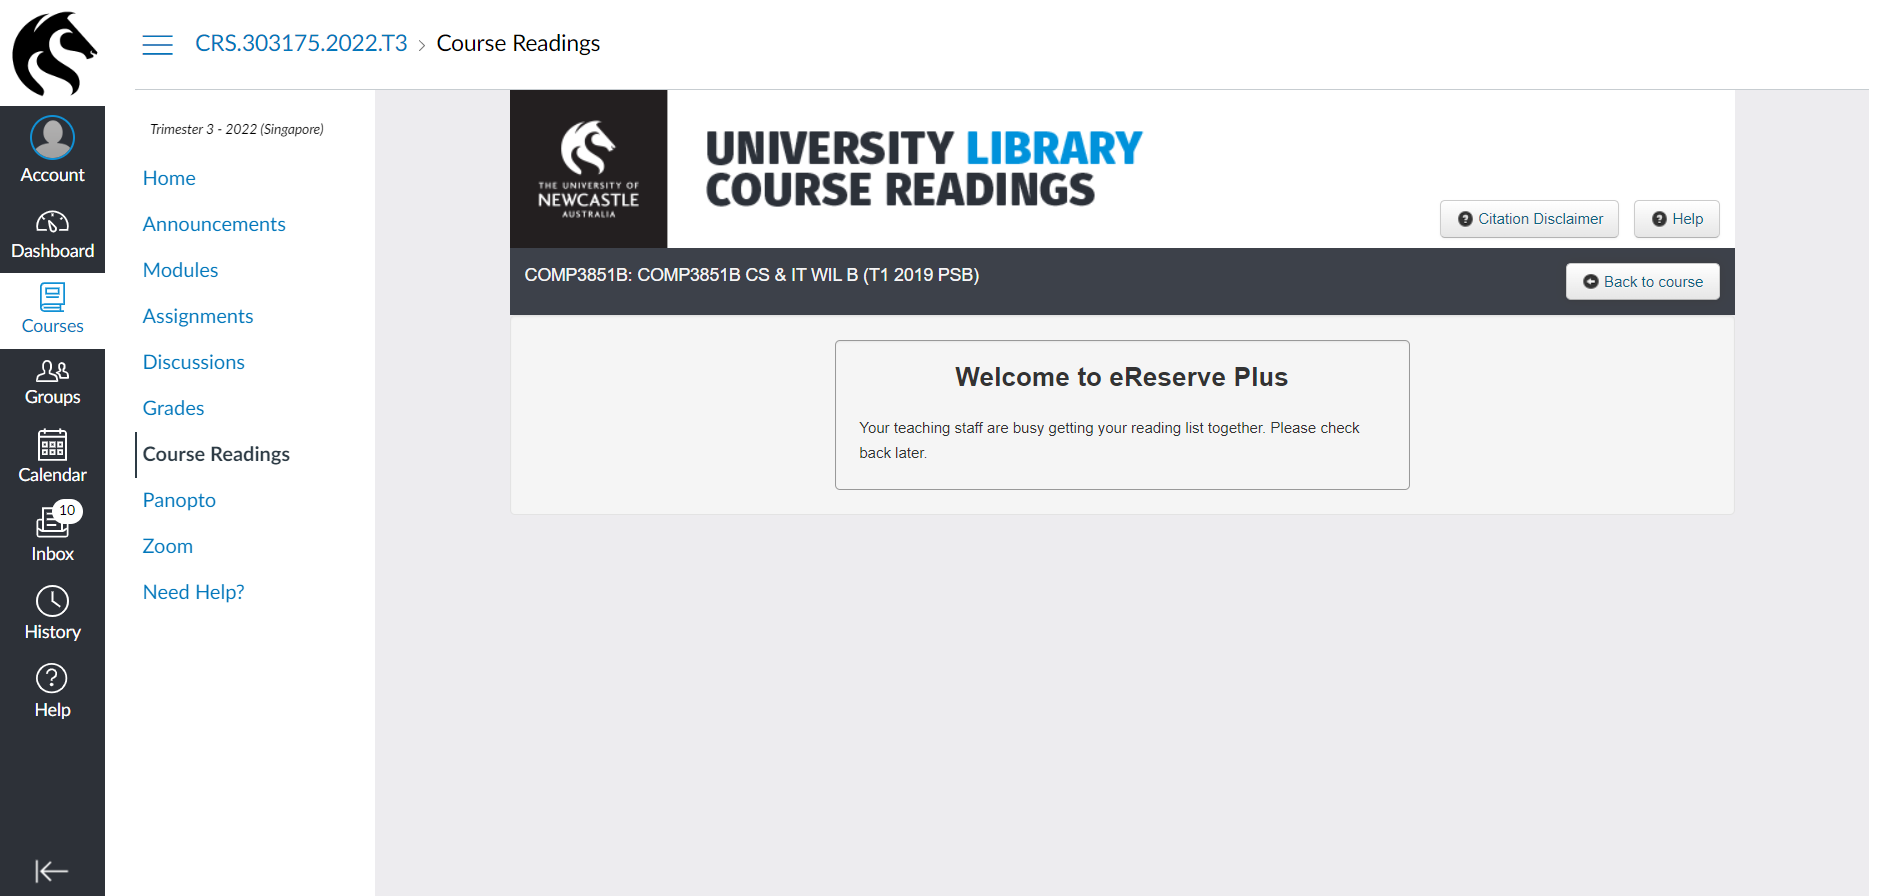 CRS.303175.2022.T3 › Course Readings
Account
Dashboard
Courses
Groups
Calendar
10
Inbox
History
Help
Trimester 3 - 2022 (Singapore)
Home
Announcements
Modules
Assignments
Discussions
Grades
Course Readings
Panopto
Zoom
Need Help?
THE UNIVERSITY OF
NEWCASTLE
AUSTRALIA
UNIVERSITY LIBRARY
COURSE READINGS
Citation Disclaimer
Help
COMP3851B: COMP3851B CS & IT WIL B (T1 2019 PSB)
Back to course
Welcome to eReserve Plus
Your teaching staff are busy getting your reading list together. Please check
back later.